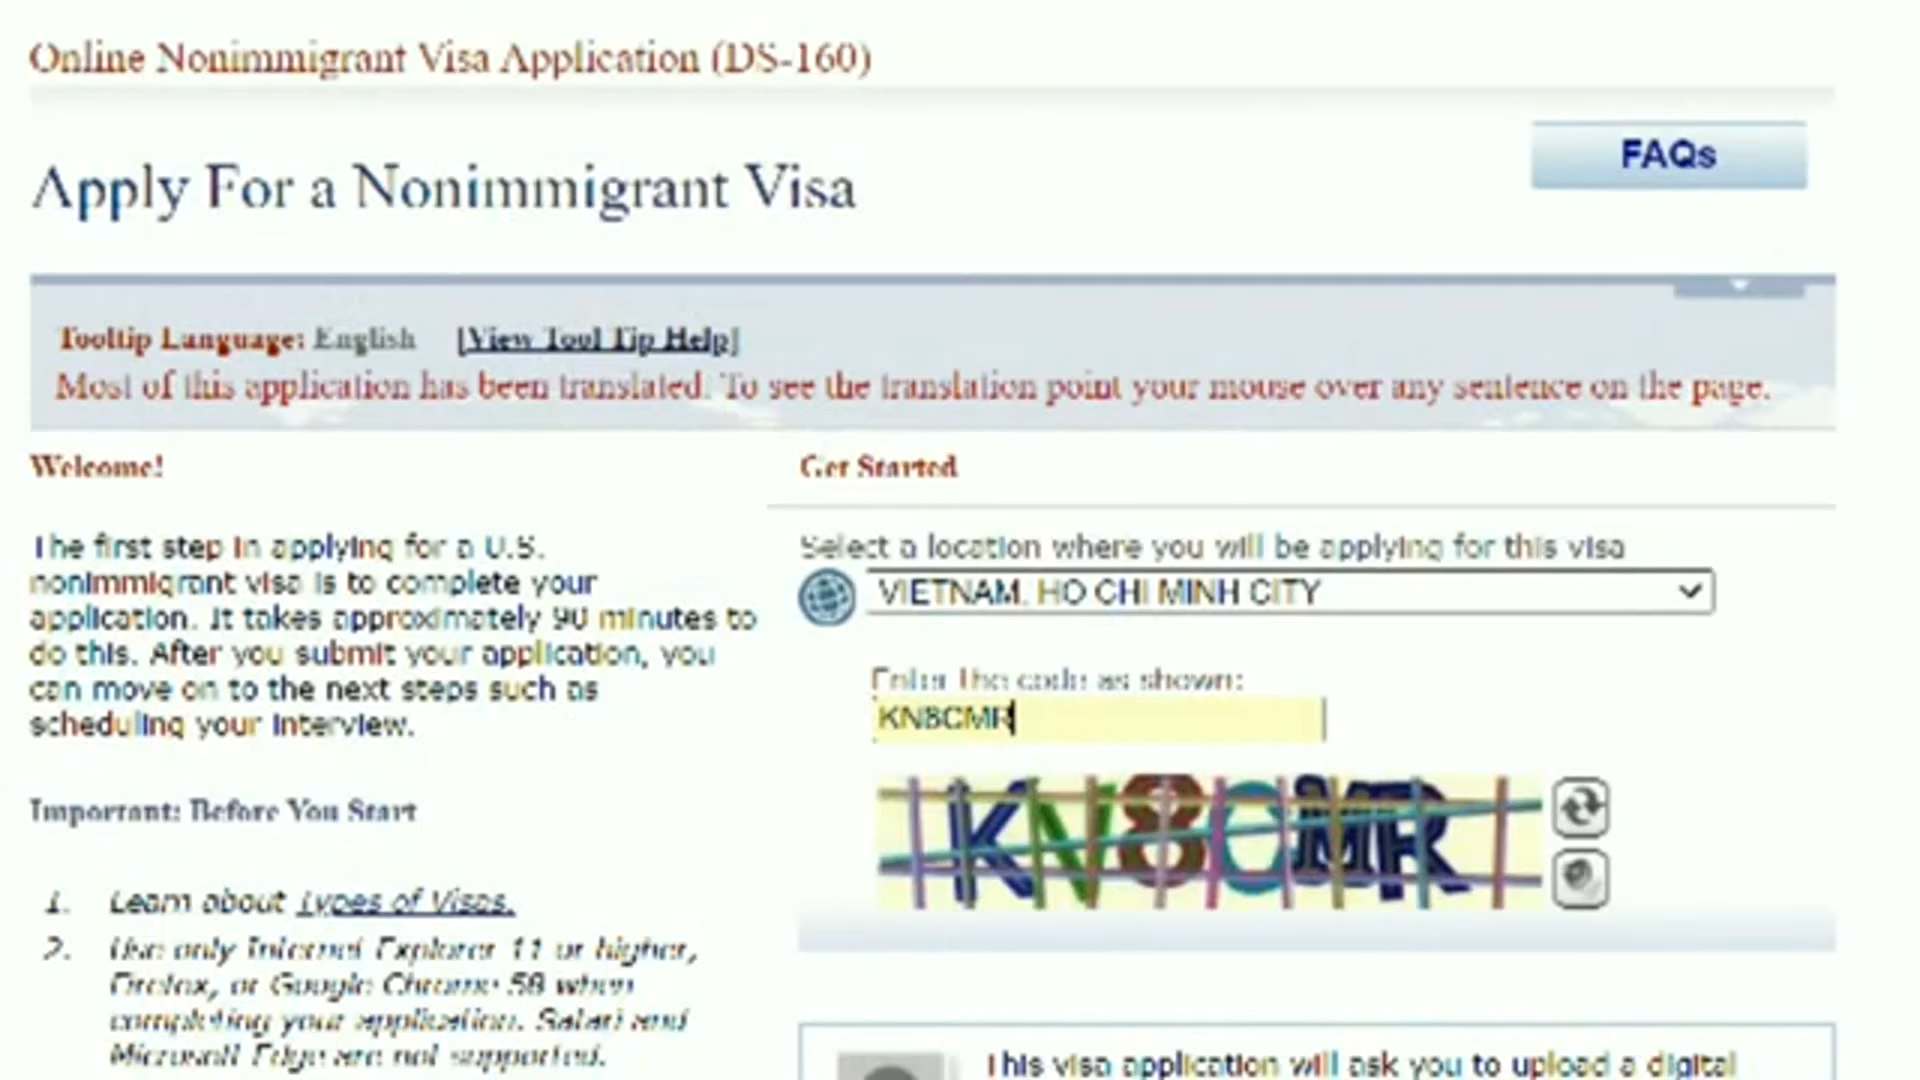 Online Nonimmigrant Visa Application (DS-160)
FAQs
Apply For a Nonimmigrant Visa
Tooltip Language: English [View Tool Tip Help]
Most of this application has been translated. To see the translation point your mouse over any sentence on the page.
Welcome!
The first step in applying for a U.S.
nonimmigrant visa is to complete your
application. It takes approximately 90 minutes to
do this. After you submit your application, you
can move on to the next steps such as
scheduling your interview.
Important: Before You Start
1. Learn about Types of Visas.
2. Use only Internet Explorer 11 or higher,
Firefox, or Google Chrome 58 when
completing your application. Safari and
Microsoft Edge are not supported.
Get Started
Select a location where you will be applying for this visa
VIETNAM, HO CHI MINH CITY
Enter the code as shown:
KN8CMR
KN8CMR
This visa application will ask you to upload a digital